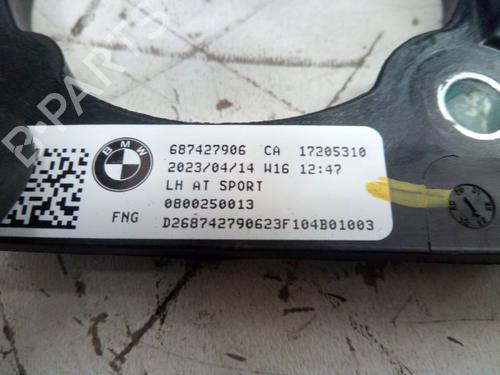 BMW
687427906 CA 17205310
2023/04/14 W16 12:47
LH AT SPORT
0800250013
FNG D268742790623F104B01003
B-PARTS